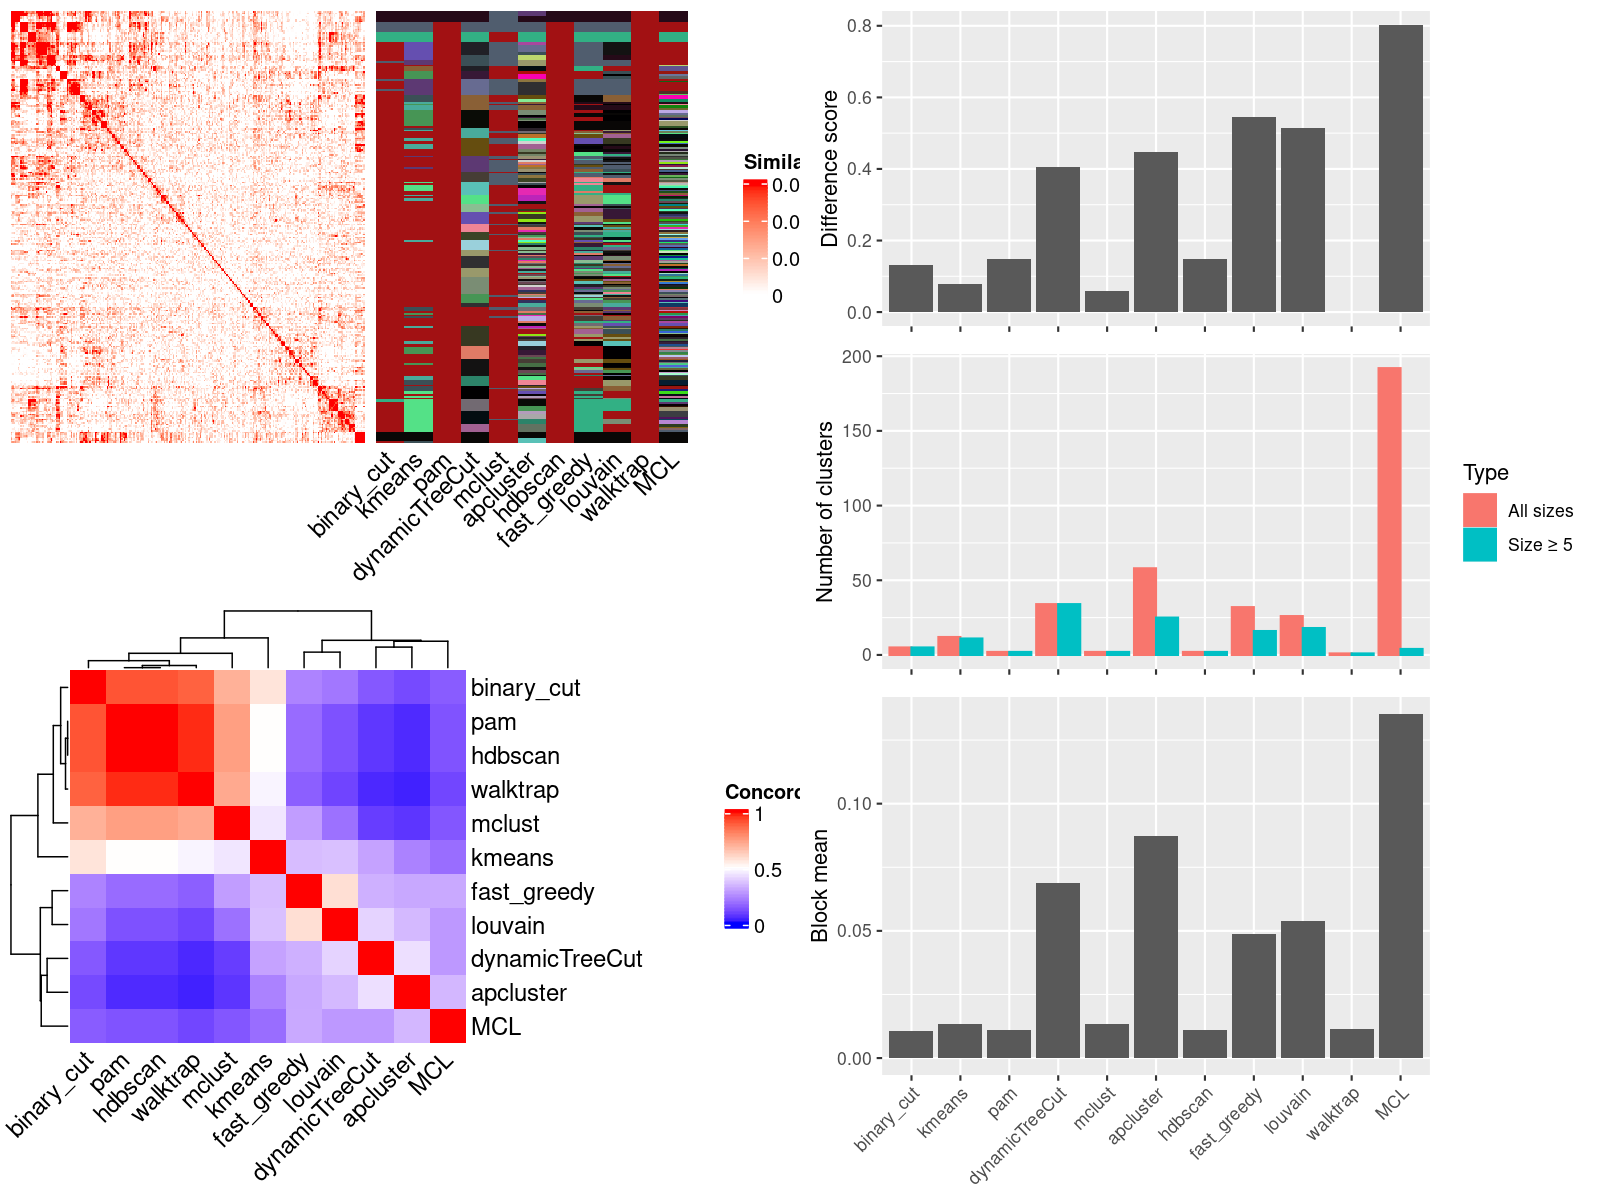 Simila
0.0
0.0
0.0
0
binary_cut
kmeans
pam
dynamicTreeCut
mclust
apcluster
hdbscan
fast_greedy
louvain
walktrap
MCL
binary_cut
pam
hdbscan
walktrap
mclust
kmeans
fast_greedy
louvain
dynamicTreeCut
apcluster
MCL
binary_cut
pam
hdbscan
walktrap
mclust
kmeans
fast_greedy
louvain
dynamicTreeCut
apcluster
MCL
Concord
1
0.5
0
Difference score
0.8
0.6
0.4
0.2
0.0
Number of clusters
200
150
100
50
0
Type
All sizes
Size ≥ 5
Block mean
0.10
0.05
0.00
binary_cut
kmeans
pam
dynamicTreeCut
mclust
apcluster
hdbscan
fast_greedy
louvain
walktrap
MCL